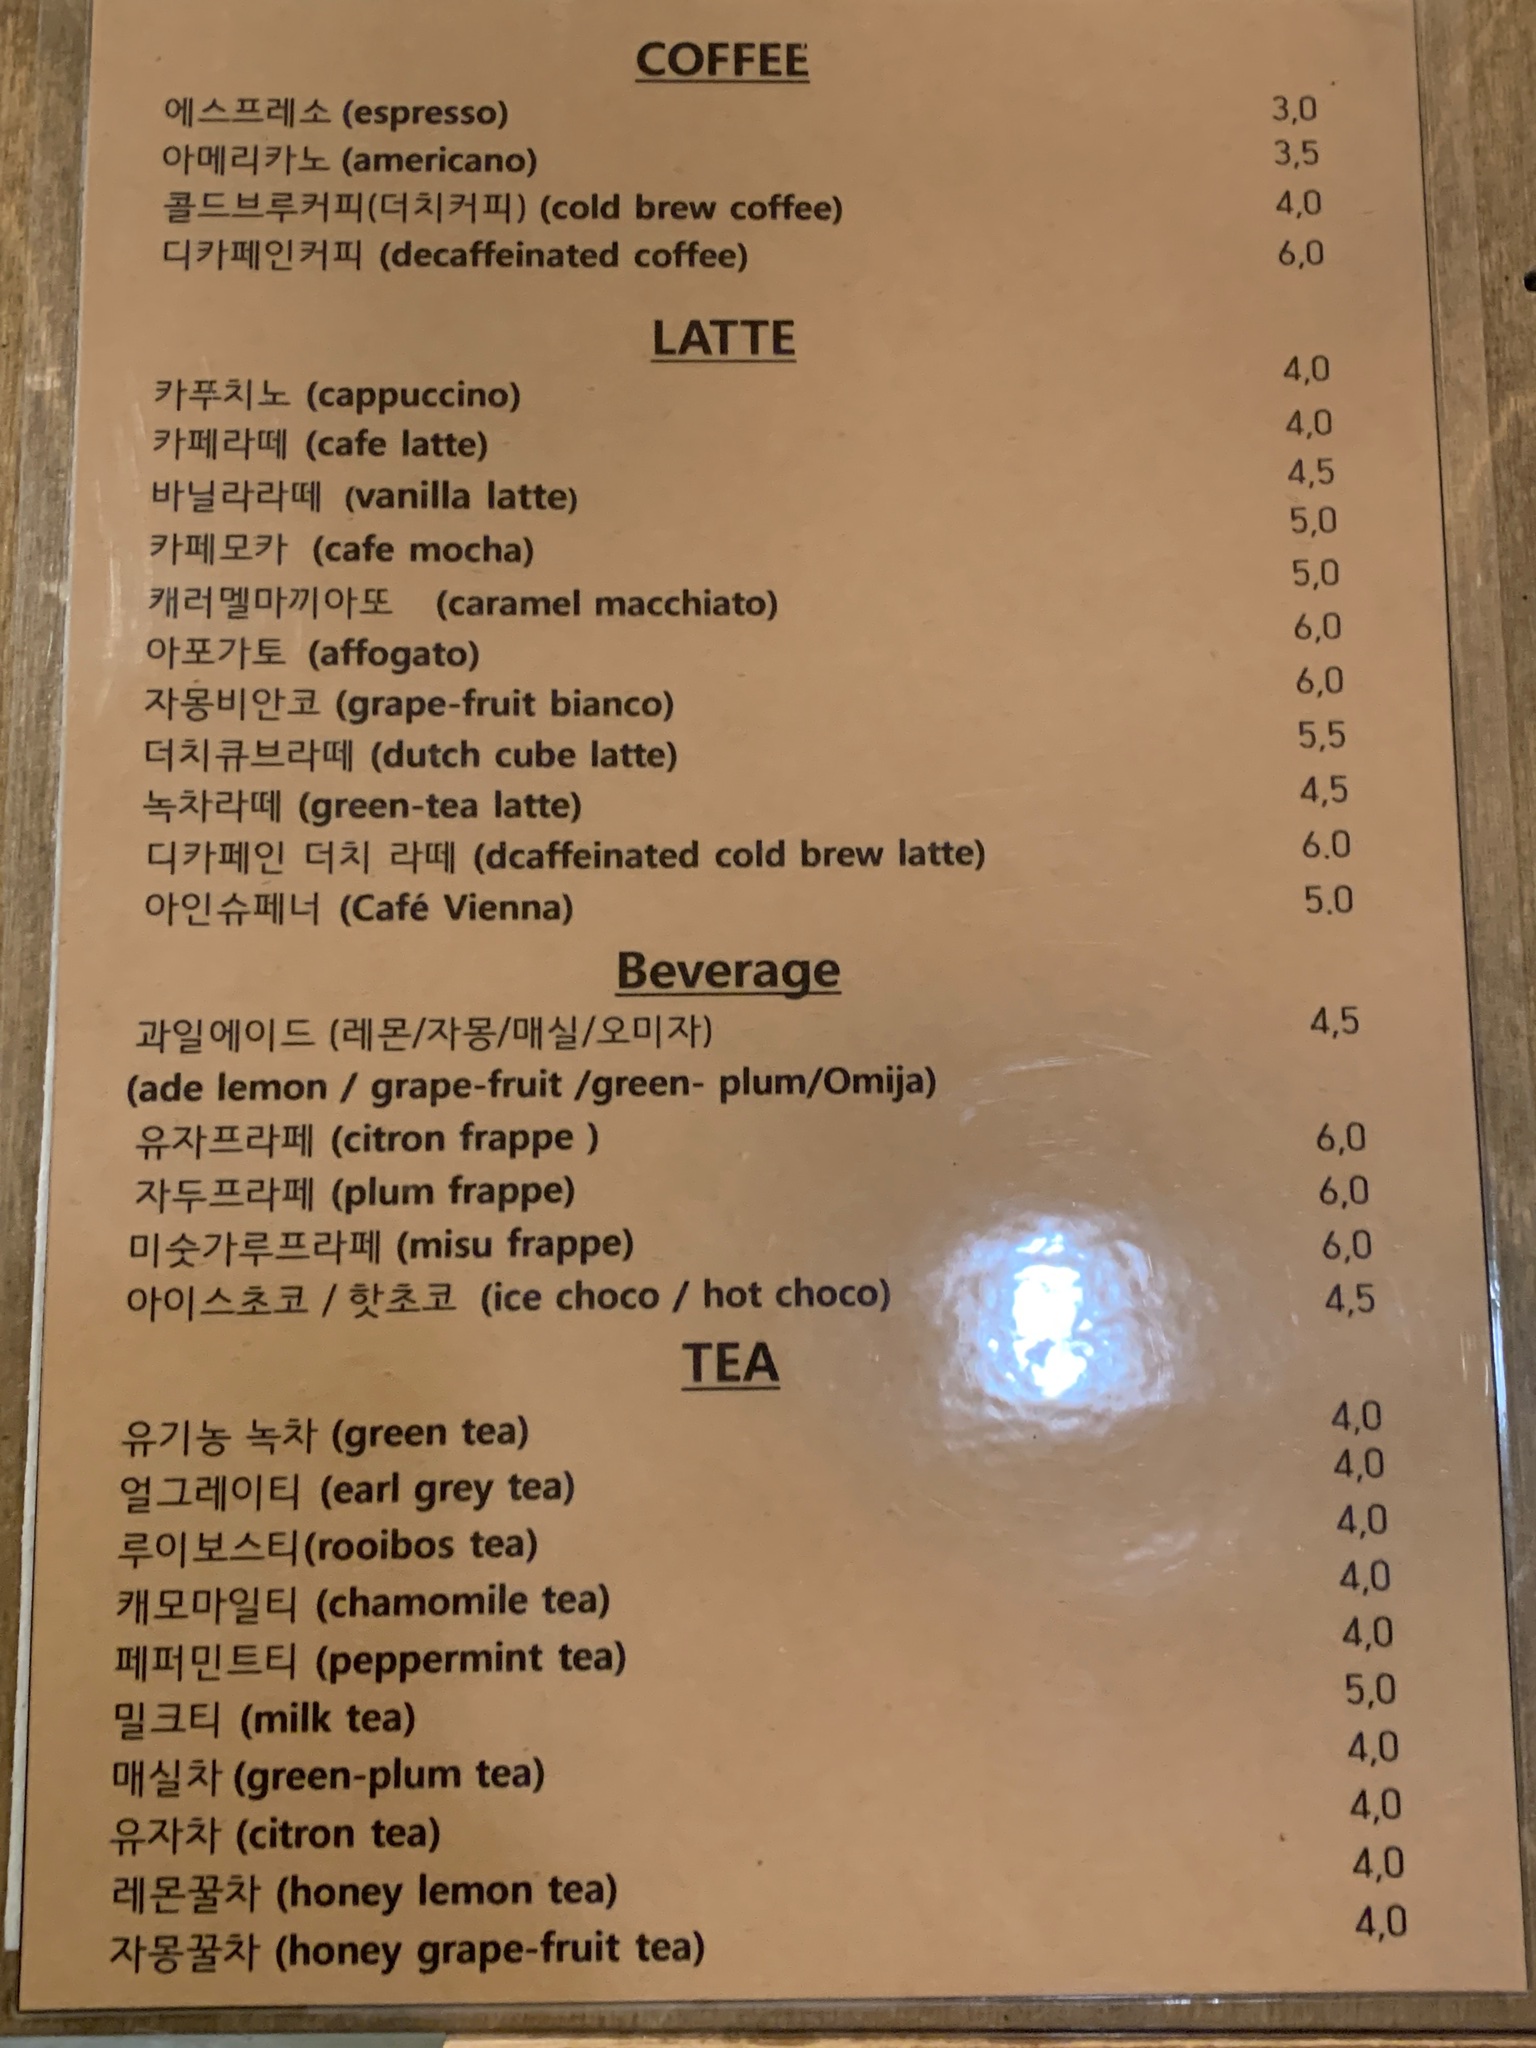 COFFEE
에스프레소 (espresso) 3,0
아메리카노 (americano) 3,5
콜드브루커피(더치커피) (cold brew coffee) 4,0
디카페인커피 (decaffeinated coffee) 6,0
LATTE
카푸치노 (cappuccino) 4,0
카페라떼 (cafe latte) 4,0
바닐라라떼 (vanilla latte) 4,5
카페모카 (cafe mocha) 5,0
캐러멜마끼아또 (caramel macchiato) 5,0
아포가토 (affogato) 6,0
자몽비안코 (grape-fruit bianco) 6,0
더치큐브라떼 (dutch cube latte) 5,5
녹차라떼 (green-tea latte) 4,5
디카페인 더치 라떼 (dcaffeinated cold brew latte) 6.0
아인슈페너 (Café Vienna) 5.0
Beverage
과일에이드 (레몬/자몽/매실/오미자) 4,5
(ade lemon / grape-fruit /green- plum/Omija)
유자프라페 (citron frappe ) 6,0
자두프라페 (plum frappe) 6,0
미숫가루프라페 (misu frappe) 6,0
아이스초코 / 핫초코 (ice choco / hot choco) 4,5
TEA
유기농 녹차 (green tea) 4,0
얼그레이티 (earl grey tea) 4,0
루이보스티(rooibos tea) 4,0
캐모마일티 (chamomile tea) 4,0
페퍼민트티 (peppermint tea) 4,0
밀크티 (milk tea) 5,0
매실차 (green-plum tea) 4,0
유자차 (citron tea) 4,0
레몬꿀차 (honey lemon tea) 4,0
자몽꿀차 (honey grape-fruit tea) 4,0